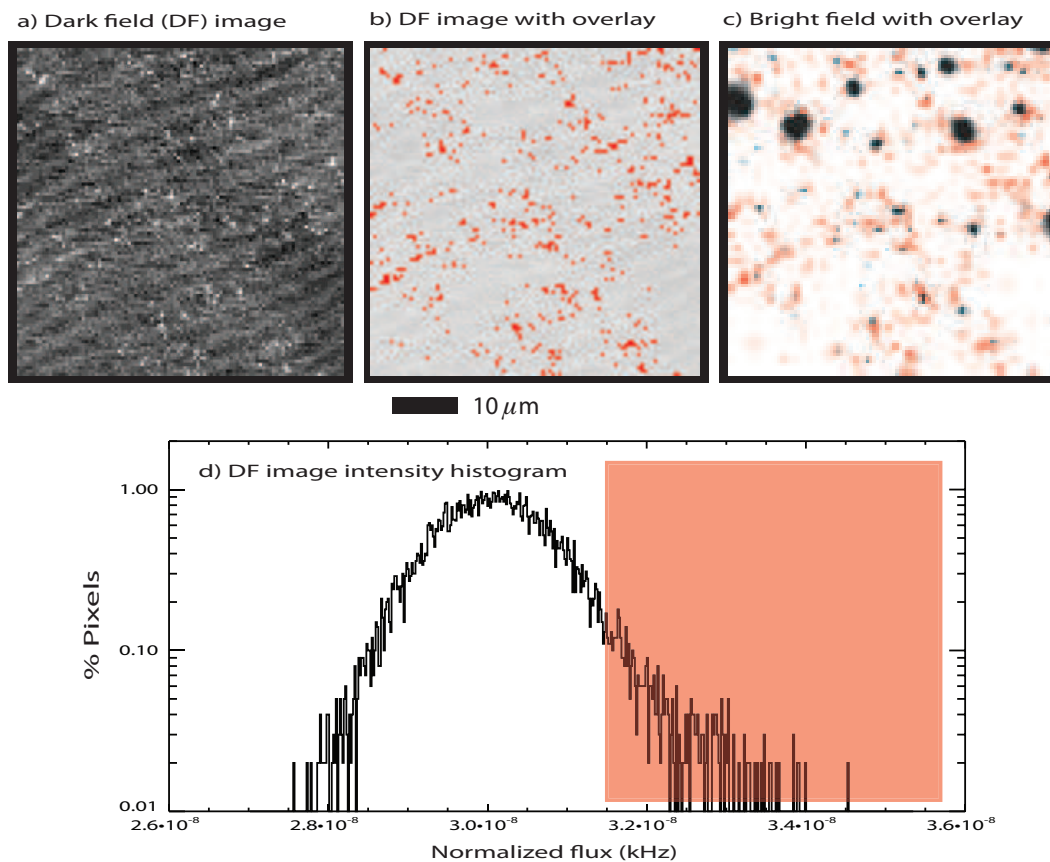 a) Dark field (DF) image
b) DF image with overlay
c) Bright field with overlay
10 μm
d) DF image intensity histogram
1.00
0.10
0.01
% Pixels
2.6•10⁻⁸ 2.8•10⁻⁸ 3.0•10⁻⁸ 3.2•10⁻⁸ 3.4•10⁻⁸ 3.6•10⁻⁸
Normalized flux (kHz)